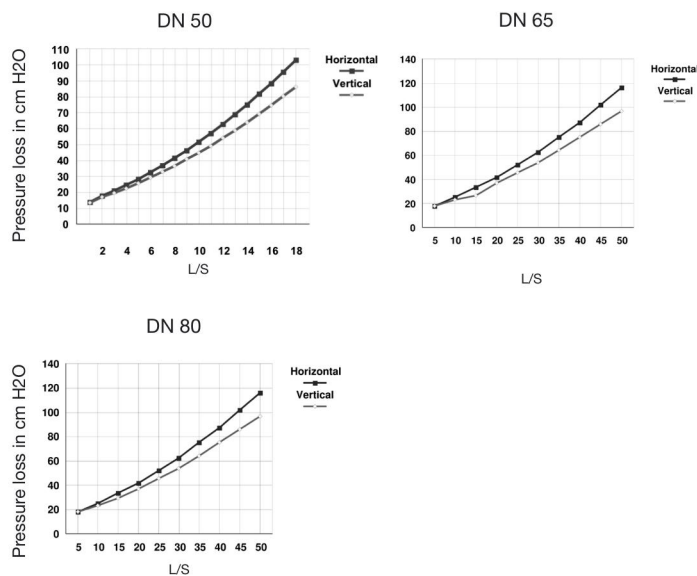 DN 50
Pressure loss in cm H2O
110
100
90
80
70
60
50
40
30
20
10
0
2 4 6 8 10 12 14 16 18
L/S
Horizontal
Vertical
DN 65
140
120
100
80
60
40
20
0
5 10 15 20 25 30 35 40 45 50
L/S
Horizontal
Vertical
DN 80
Pressure loss in cm H2O
140
120
100
80
60
40
20
0
5 10 15 20 25 30 35 40 45 50
L/S
Horizontal
Vertical